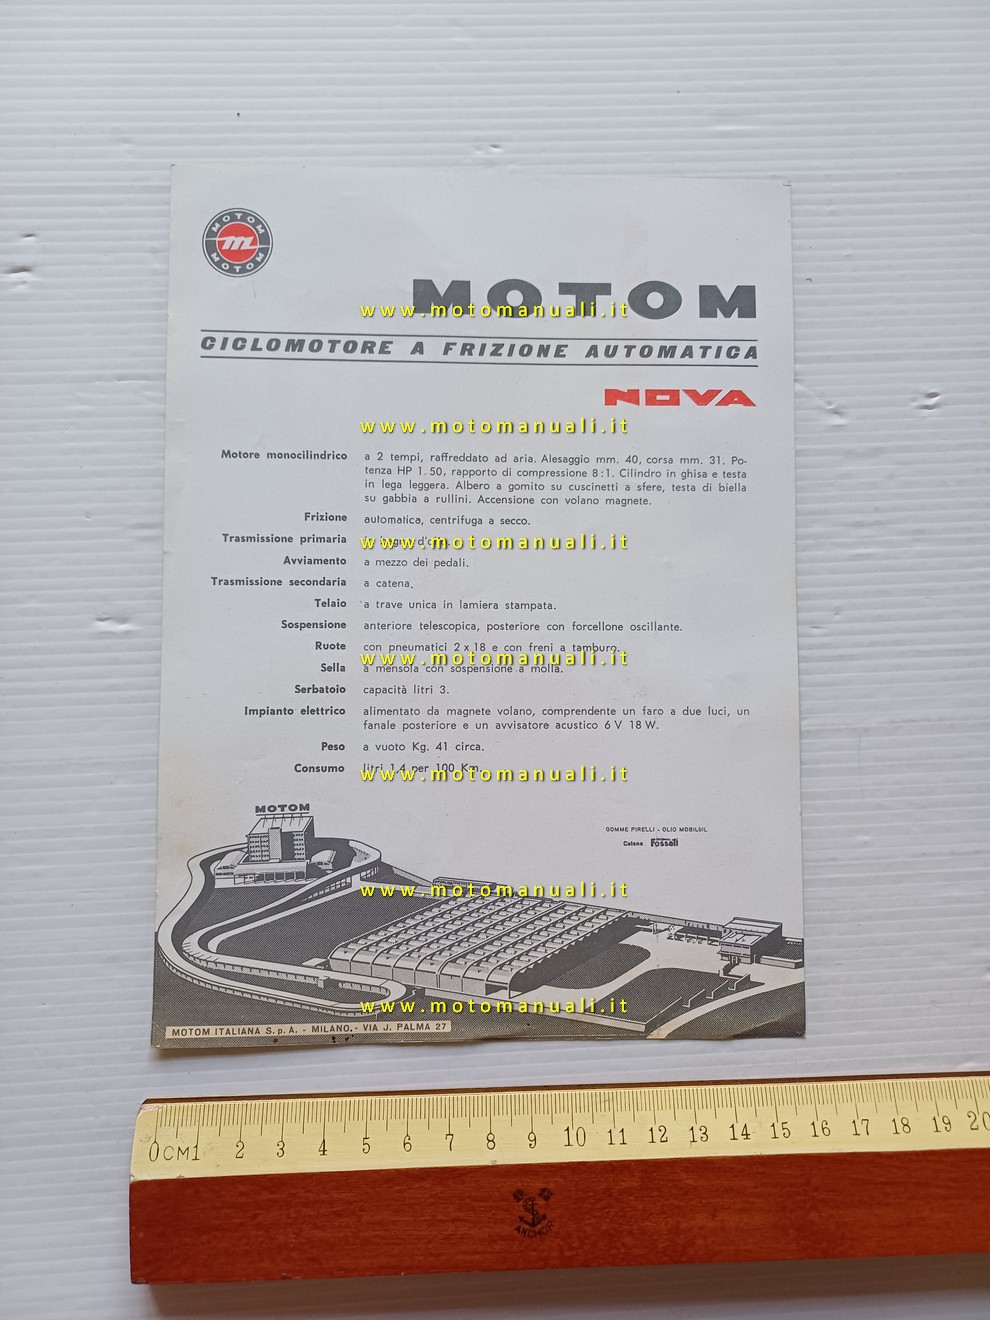 MOTOM
m
MOTOM
MOTOM
www.motomanuali.it
CICLOMOTORE A FRIZIONE AUTOMATICA
NOVA
www.motomanuali.it
Motore monocilindrico a 2 tempi, raffreddato ad aria. Alesaggio mm. 40, corsa mm. 31. Po-
tenza HP 1.50, rapporto di compressione 8:1. Cilindro in ghisa e testa
in lega leggera. Albero a gomito su cuscinetti a sfere, testa di biella
su gabbia a rullini. Accensione con volano magnete.
Frizione automatica, centrifuga a secco.
Trasmissione primaria
www.motomanuali.it
Avviamento a mezzo dei pedali.
Trasmissione secondaria a catena.
Telaio a trave unica in lamiera stampata.
Sospensione anteriore telescopica, posteriore con forcellone oscillante.
Ruote con pneumatici 2x18 e con freni a tamburo.
www.motomanuali.it
Sella a mensola con sospensione a molla.
Serbatoio capacità litri 3.
Impianto elettrico alimentato da magnete volano, comprendente un faro a due luci, un
fanale posteriore e un avvisatore acustico 6 V 18 W.
Peso a vuoto Kg. 41 circa.
Consumo litri 1,4 per 100 Km.
www.motomanuali.it
MOTOM
GOMME PIRELLI - OLIO MOBILOIL
Catena Fossati
www.motomanuali.it
www.motomanuali.it
MOTOM ITALIANA S.p.A. - MILANO. - VIA J. PALMA 27
0CM1 2 3 4 5 6 7 8 9 10 11 12 13 14 15 16 17 18 19 20
ANCHOR